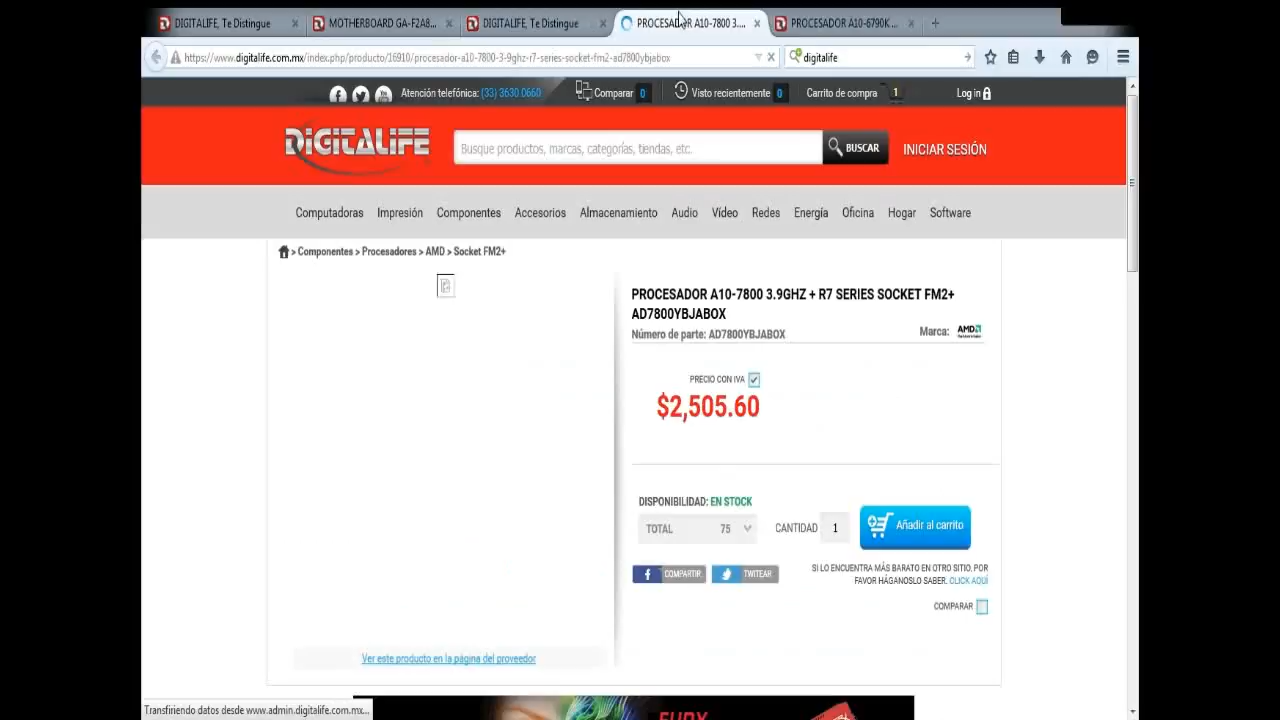 DIGITALIFE, Te Distingue
MOTHERBOARD GA-F2A8...
DIGITALIFE, Te Distingue
PROCESADOR A10-7800 3....
PROCESADOR A10-6790K ...
https://www.digitalife.com.mx/index.php/producto/16910/procesador-a10-7800-3-9ghz-r7-series-socket-fm2-ad7800ybjabox
digitalife
Atención telefónica: (33) 3630 0660
Comparar 0
Visto recientemente 0
Carrito de compra 1
Log in
DIGITALIFE
Busque productos, marcas, categorías, tiendas, etc.
BUSCAR
INICIAR SESIÓN
Computadoras Impresión Componentes Accesorios Almacenamiento Audio Vídeo Redes Energía Oficina Hogar Software
> Componentes > Procesadores > AMD > Socket FM2+
PROCESADOR A10-7800 3.9GHZ + R7 SERIES SOCKET FM2+
AD7800YBJABOX
Número de parte: AD7800YBJABOX
Marca: AMD
PRECIO CON IVA
$2,505.60
DISPONIBILIDAD: EN STOCK
TOTAL 75
CANTIDAD 1
Añadir al carrito
COMPARTIR
TWITEAR
SI LO ENCUENTRA MÁS BARATO EN OTRO SITIO, POR
FAVOR HÁGANOSLO SABER. CLICK AQUÍ
COMPARAR
Ver este producto en la página del proveedor
Transfiriendo datos desde www.admin.digitalife.com.mx...
FURY